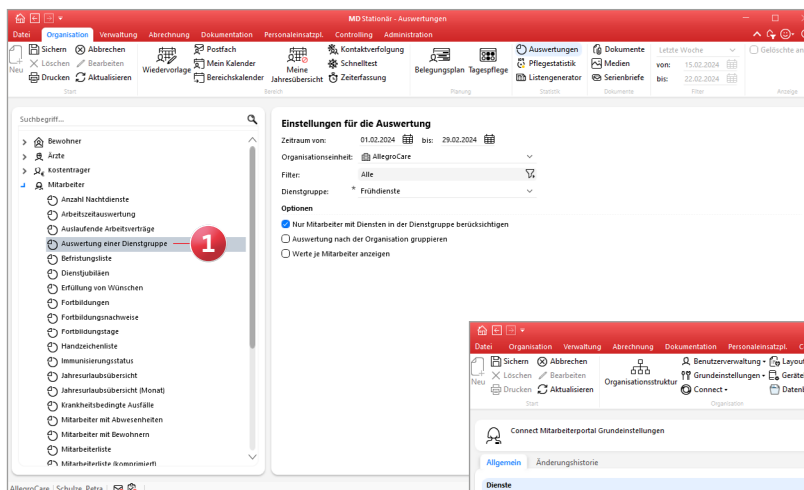 MD Stationär - Auswertungen
Datei Organisation Verwaltung Abrechnung Dokumentation Personaleinsatzpl. Controlling Administration
Neu
Sichern Abbrechen
Löschen Bearbeiten
Drucken Aktualisieren
Start
Wiedervorlage
Postfach
Mein Kalender
Bereichskalender
Meine
Jahresübersicht
Kontaktverfolgung
Schnelltest
Zeiterfassung
Bereich
Belegungsplan Tagespflege
Planung
Auswertungen
Pflegestatistik
Listengenerator
Statistik
Dokumente
Medien
Serienbriefe
Dokumente
Letzte Woche
von: 15.02.2024
bis: 22.02.2024
Filter
Gelöschte an
Anzeige
Suchbegriff...
Bewohner
Ärzte
Kostenträger
Mitarbeiter
Anzahl Nachtdienste
Arbeitszeitauswertung
Auslaufende Arbeitsverträge
Auswertung einer Dienstgruppe
1
Befristungsliste
Dienstjubiläen
Erfüllung von Wünschen
Fortbildungen
Fortbildungsnachweise
Fortbildungstage
Handzeichenliste
Immunisierungsstatus
Jahresurlaubsübersicht
Jahresurlaubsübersicht (Monat)
Krankheitsbedingte Ausfälle
Mitarbeiter mit Abwesenheiten
Mitarbeiter mit Bewohnern
Mitarbeiterliste
Mitarbeiterliste (komprimiert)
Einstellungen für die Auswertung
Zeitraum von: 01.02.2024 bis: 29.02.2024
Organisationseinheit: AllegroCare
Filter: Alle
Dienstgruppe: * Frühdienste
Optionen
Nur Mitarbeiter mit Diensten in der Dienstgruppe berücksichtigen
Auswertung nach der Organisation gruppieren
Werte je Mitarbeiter anzeigen
AllegroCare Schulze, Petra
Datei Organisation Verwaltung Abrechnung Dokumentation Personaleinsatzpl.
Neu
Sichern Abbrechen
Löschen Bearbeiten
Drucken Aktualisieren
Start
Organisationsstruktur
Benutzerverwaltung
Grundeinstellungen
Connect
Layout
Geräte
Datenb
Organisation
Connect Mitarbeiterportal Grundeinstellungen
Allgemein Änderungshistorie
Dienste